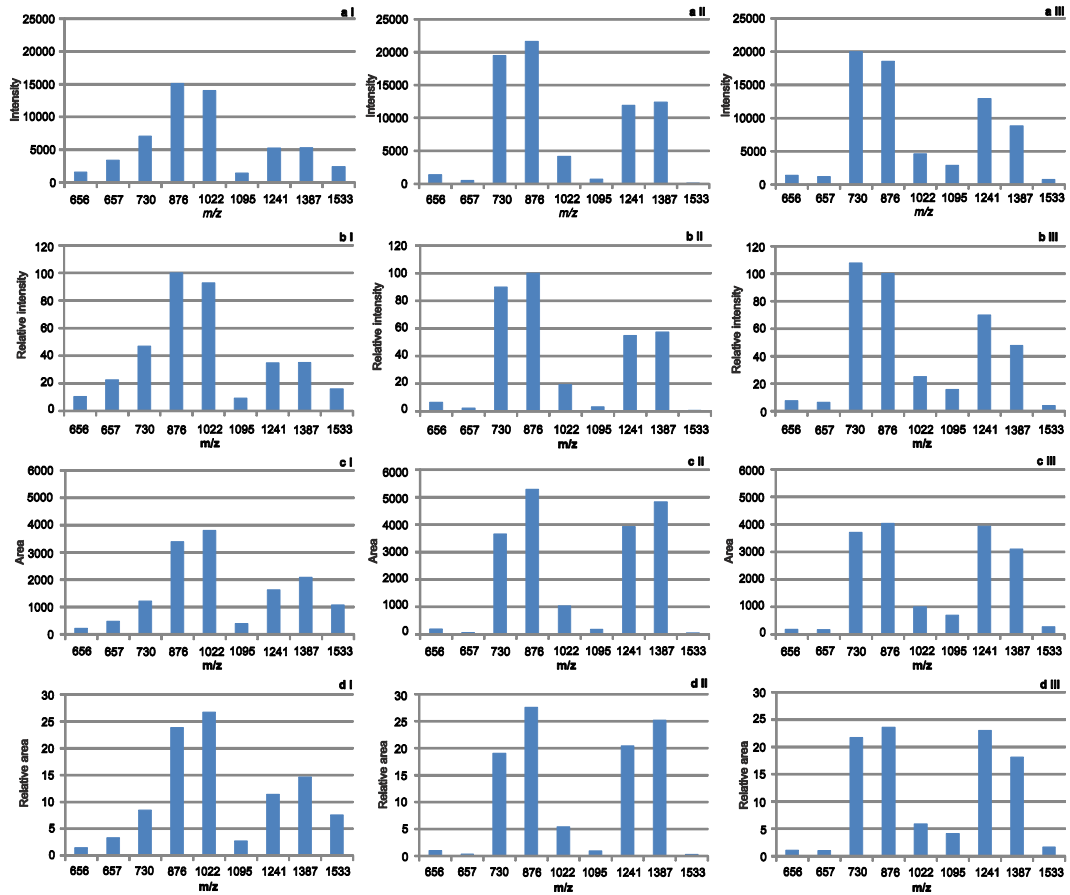 a I
25000
20000
15000
10000
5000
0
Intensity
656 657 730 876 1022 1095 1241 1387 1533
m/z
a II
25000
20000
15000
10000
5000
0
Intensity
656 657 730 876 1022 1095 1241 1387 1533
m/z
a III
25000
20000
15000
10000
5000
0
Intensity
656 657 730 876 1022 1095 1241 1387 1533
m/z
b I
120
100
80
60
40
20
0
Relative intensity
656 657 730 876 1022 1095 1241 1387 1533
m/z
b II
120
100
80
60
40
20
0
Relative intensity
656 657 730 876 1022 1095 1241 1387 1533
m/z
b III
120
100
80
60
40
20
0
Relative intensity
656 657 730 876 1022 1095 1241 1387 1533
m/z
c I
6000
5000
4000
3000
2000
1000
0
Area
656 657 730 876 1022 1095 1241 1387 1533
m/z
c II
6000
5000
4000
3000
2000
1000
0
Area
656 657 730 876 1022 1095 1241 1387 1533
m/z
c III
6000
5000
4000
3000
2000
1000
0
Area
656 657 730 876 1022 1095 1241 1387 1533
m/z
d I
30
25
20
15
10
5
0
Relative area
656 657 730 876 1022 1095 1241 1387 1533
m/z
d II
30
25
20
15
10
5
0
Relative area
656 657 730 876 1022 1095 1241 1387 1533
m/z
d III
30
25
20
15
10
5
0
Relative area
656 657 730 876 1022 1095 1241 1387 1533
m/z